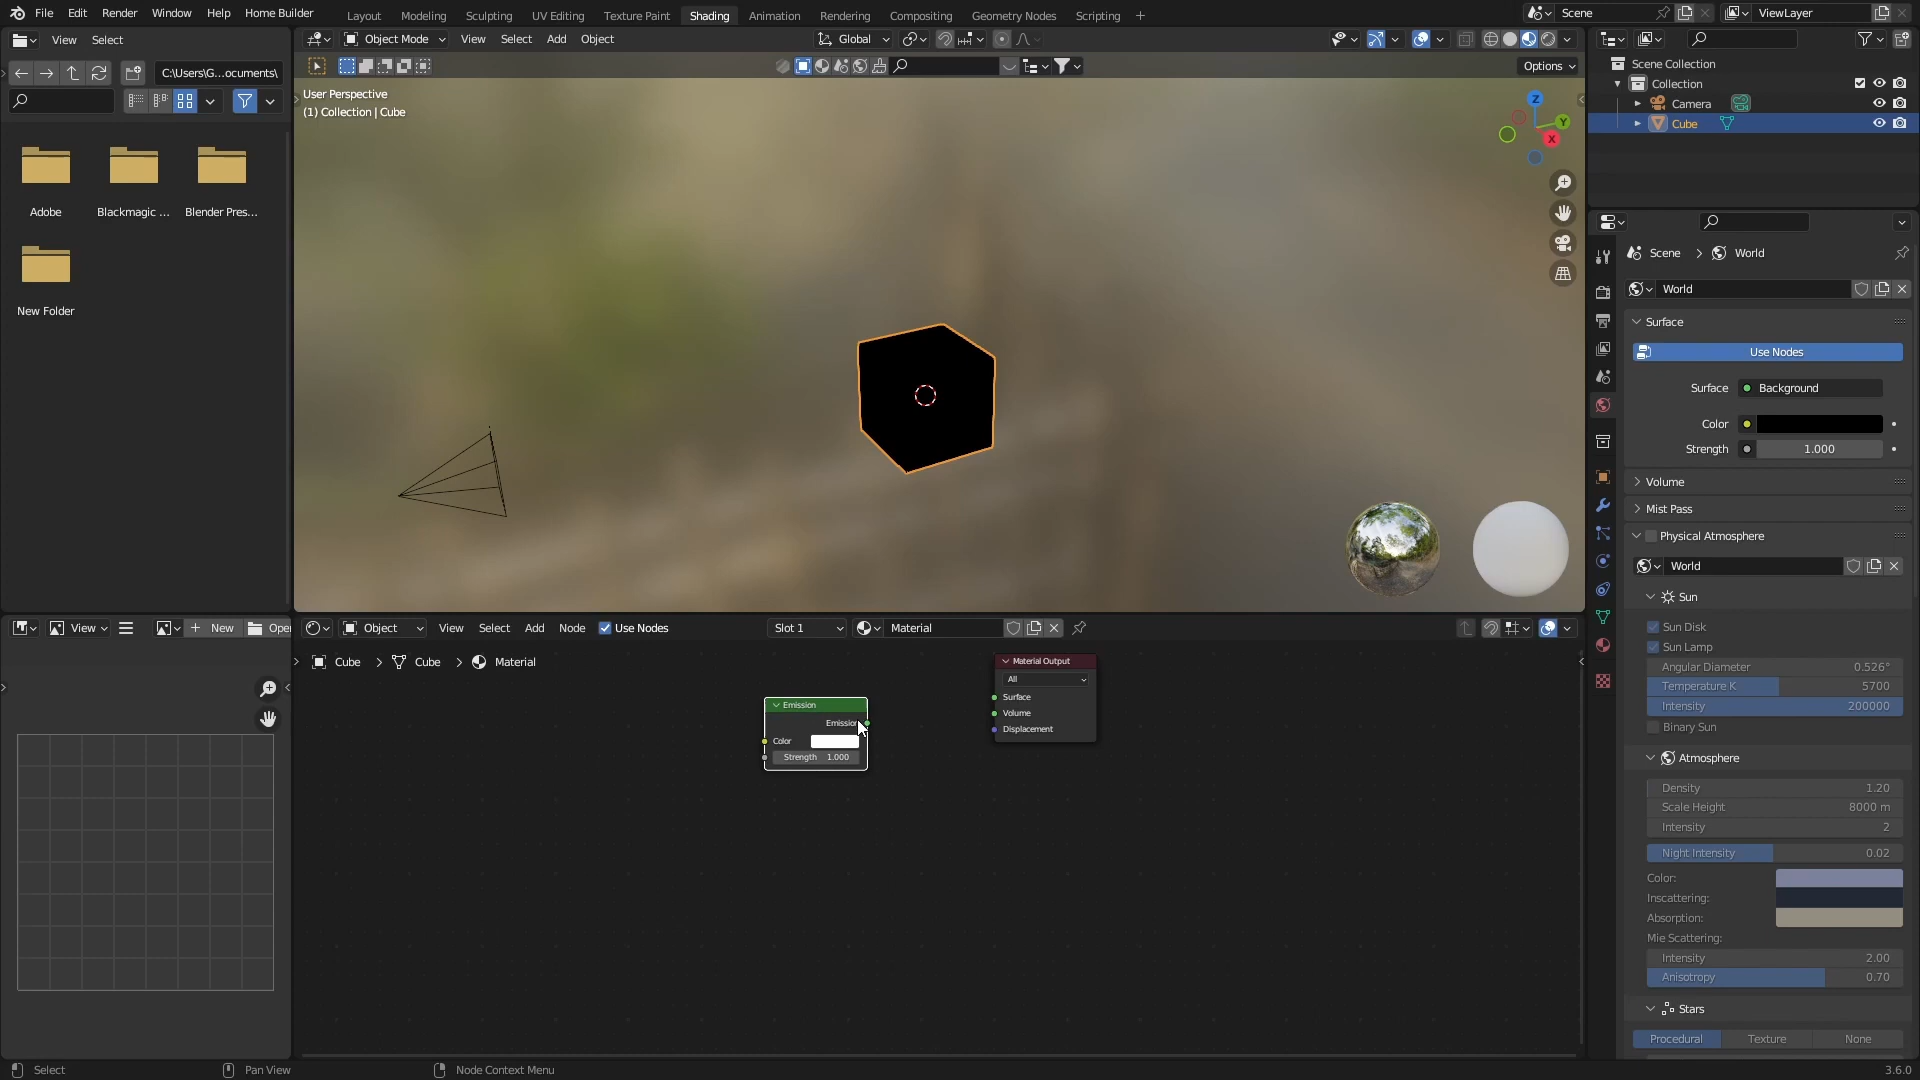 File Edit Render Window Help Home Builder
Layout Modeling Sculpting UV Editing Texture Paint Shading Animation Rendering Compositing Geometry Nodes Scripting +
Scene
ViewLayer
View Select
C:\Users\G...ocuments\
Adobe
Blackmagic ...
Blender Pres...
New Folder
Object Mode View Select Add Object
Global
Options
User Perspective
(1) Collection | Cube
Z
Y
X
Scene Collection
Collection
Camera
Cube
Scene > World
World
Surface
Use Nodes
Surface Background
Color
Strength 1.000
Volume
Mist Pass
Physical Atmosphere
World
Sun
Sun Disk
Sun Lamp
Angular Diameter 0.526°
Temperature K 5700
Intensity 200000
Binary Sun
Atmosphere
Density 1.20
Scale Height 8000 m
Intensity 2
Night Intensity 0.02
Color:
Inscattering:
Absorption:
Mie Scattering:
Intensity 2.00
Anisotropy 0.70
Stars
Procedural Texture None
View
+ New
Open
Object View Select Add Node Use Nodes
Slot 1
Material
Cube > Cube > Material
Emission
Emission
Color
Strength 1.000
Material Output
All
Surface
Volume
Displacement
Select
Pan View
Node Context Menu
3.6.0